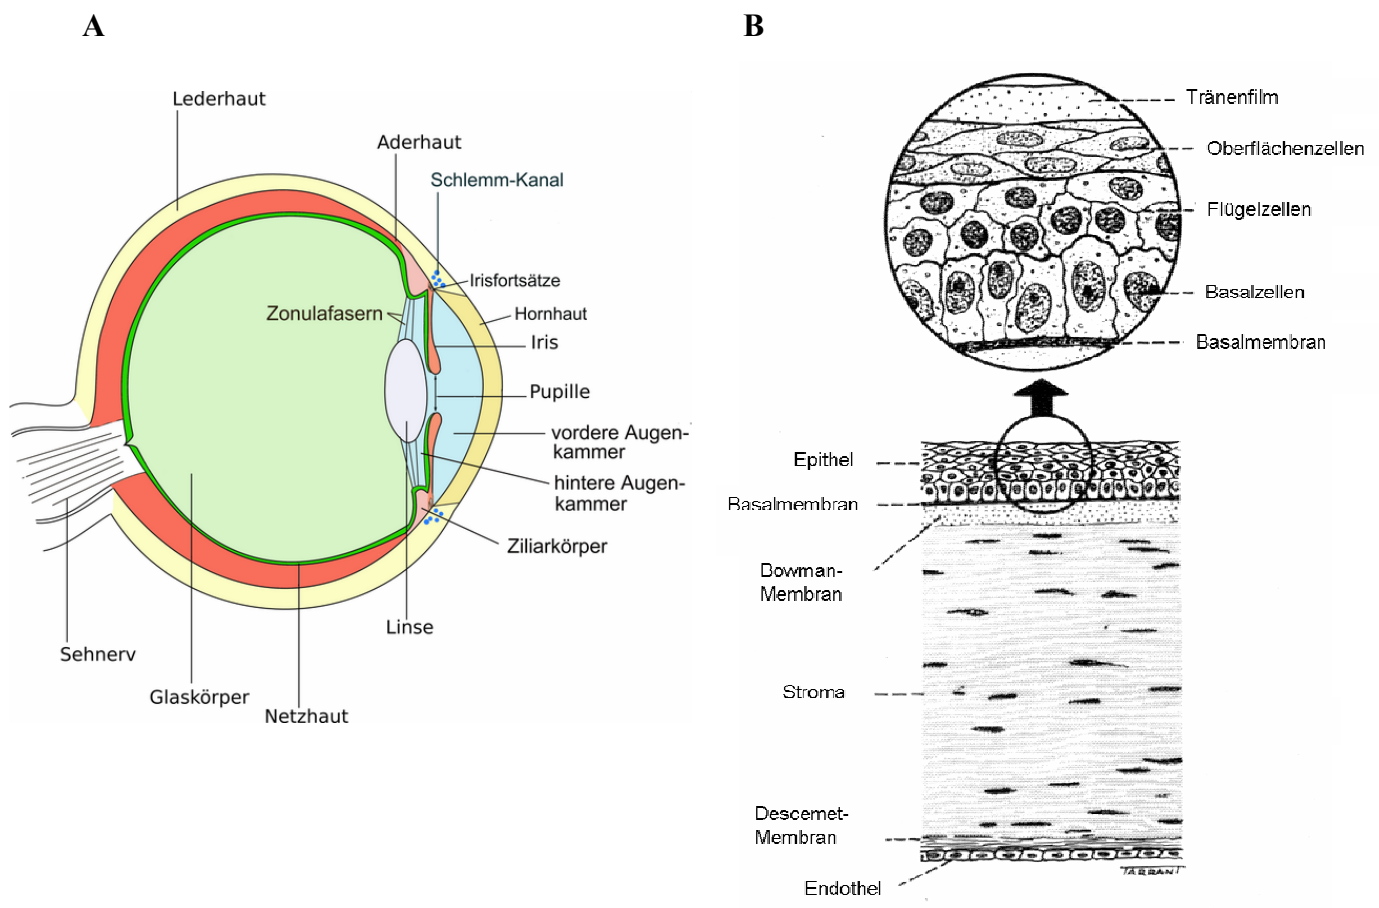 A
B
Lederhaut
Aderhaut
Schlemm-Kanal
Irisfortsätze
Zonulafasern
Hornhaut
Iris
Pupille
vordere Augen-
kammer
hintere Augen-
kammer
Ziliarkörper
Linse
Sehnerv
Glaskörper
Netzhaut
Tränenfilm
Oberflächenzellen
Flügelzellen
Basalzellen
Basalmembran
Epithel
Basalmembran
Bowman-
Membran
Stroma
Descemet-
Membran
Endothel
TARRANT